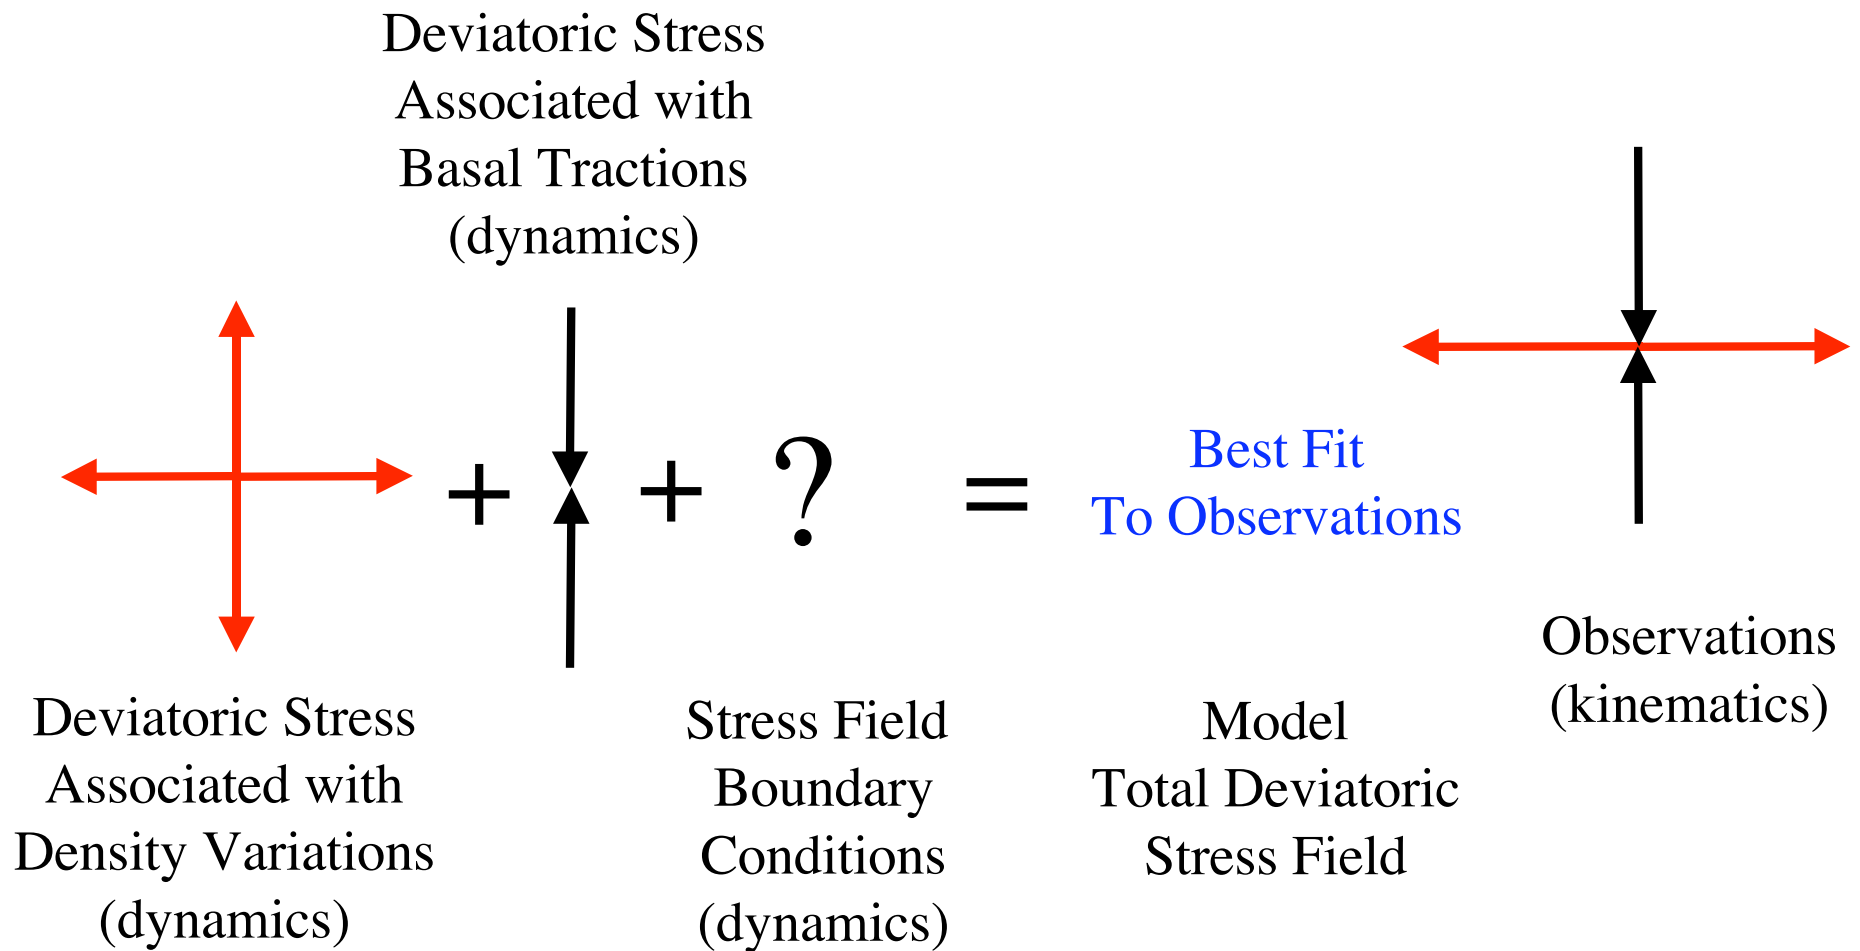 Deviatoric Stress
Associated with
Basal Tractions
(dynamics)
+
+
?
=
Best Fit
To Observations
Deviatoric Stress
Associated with
Density Variations
(dynamics)
Stress Field
Boundary
Conditions
(dynamics)
Model
Total Deviatoric
Stress Field
Observations
(kinematics)